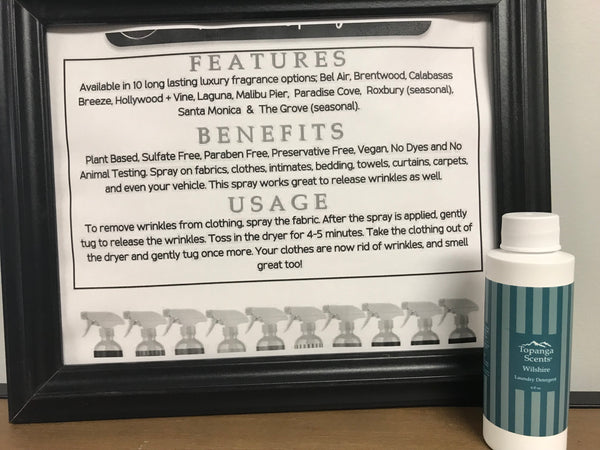 FEATURES
Available in 10 long lasting luxury fragrance options; Bel Air, Brentwood, Calabasas
Breeze, Hollywood + Vine, Laguna, Malibu Pier, Paradise Cove, Roxbury (seasonal),
Santa Monica & The Grove (seasonal).
BENEFITS
Plant Based, Sulfate Free, Paraben Free, Preservative Free, Vegan, No Dyes and No
Animal Testing. Spray on fabrics, clothes, intimates, bedding, towels, curtains, carpets,
and even your vehicle. This spray works great to release wrinkles as well.
USAGE
To remove wrinkles from clothing, spray the fabric. After the spray is applied, gently
tug to release the wrinkles. Toss in the dryer for 4-5 minutes. Take the clothing out of
the dryer and gently tug once more. Your clothes are now rid of wrinkles, and smell
great too!
Topanga
Scents
Wilshire
Laundry Detergent